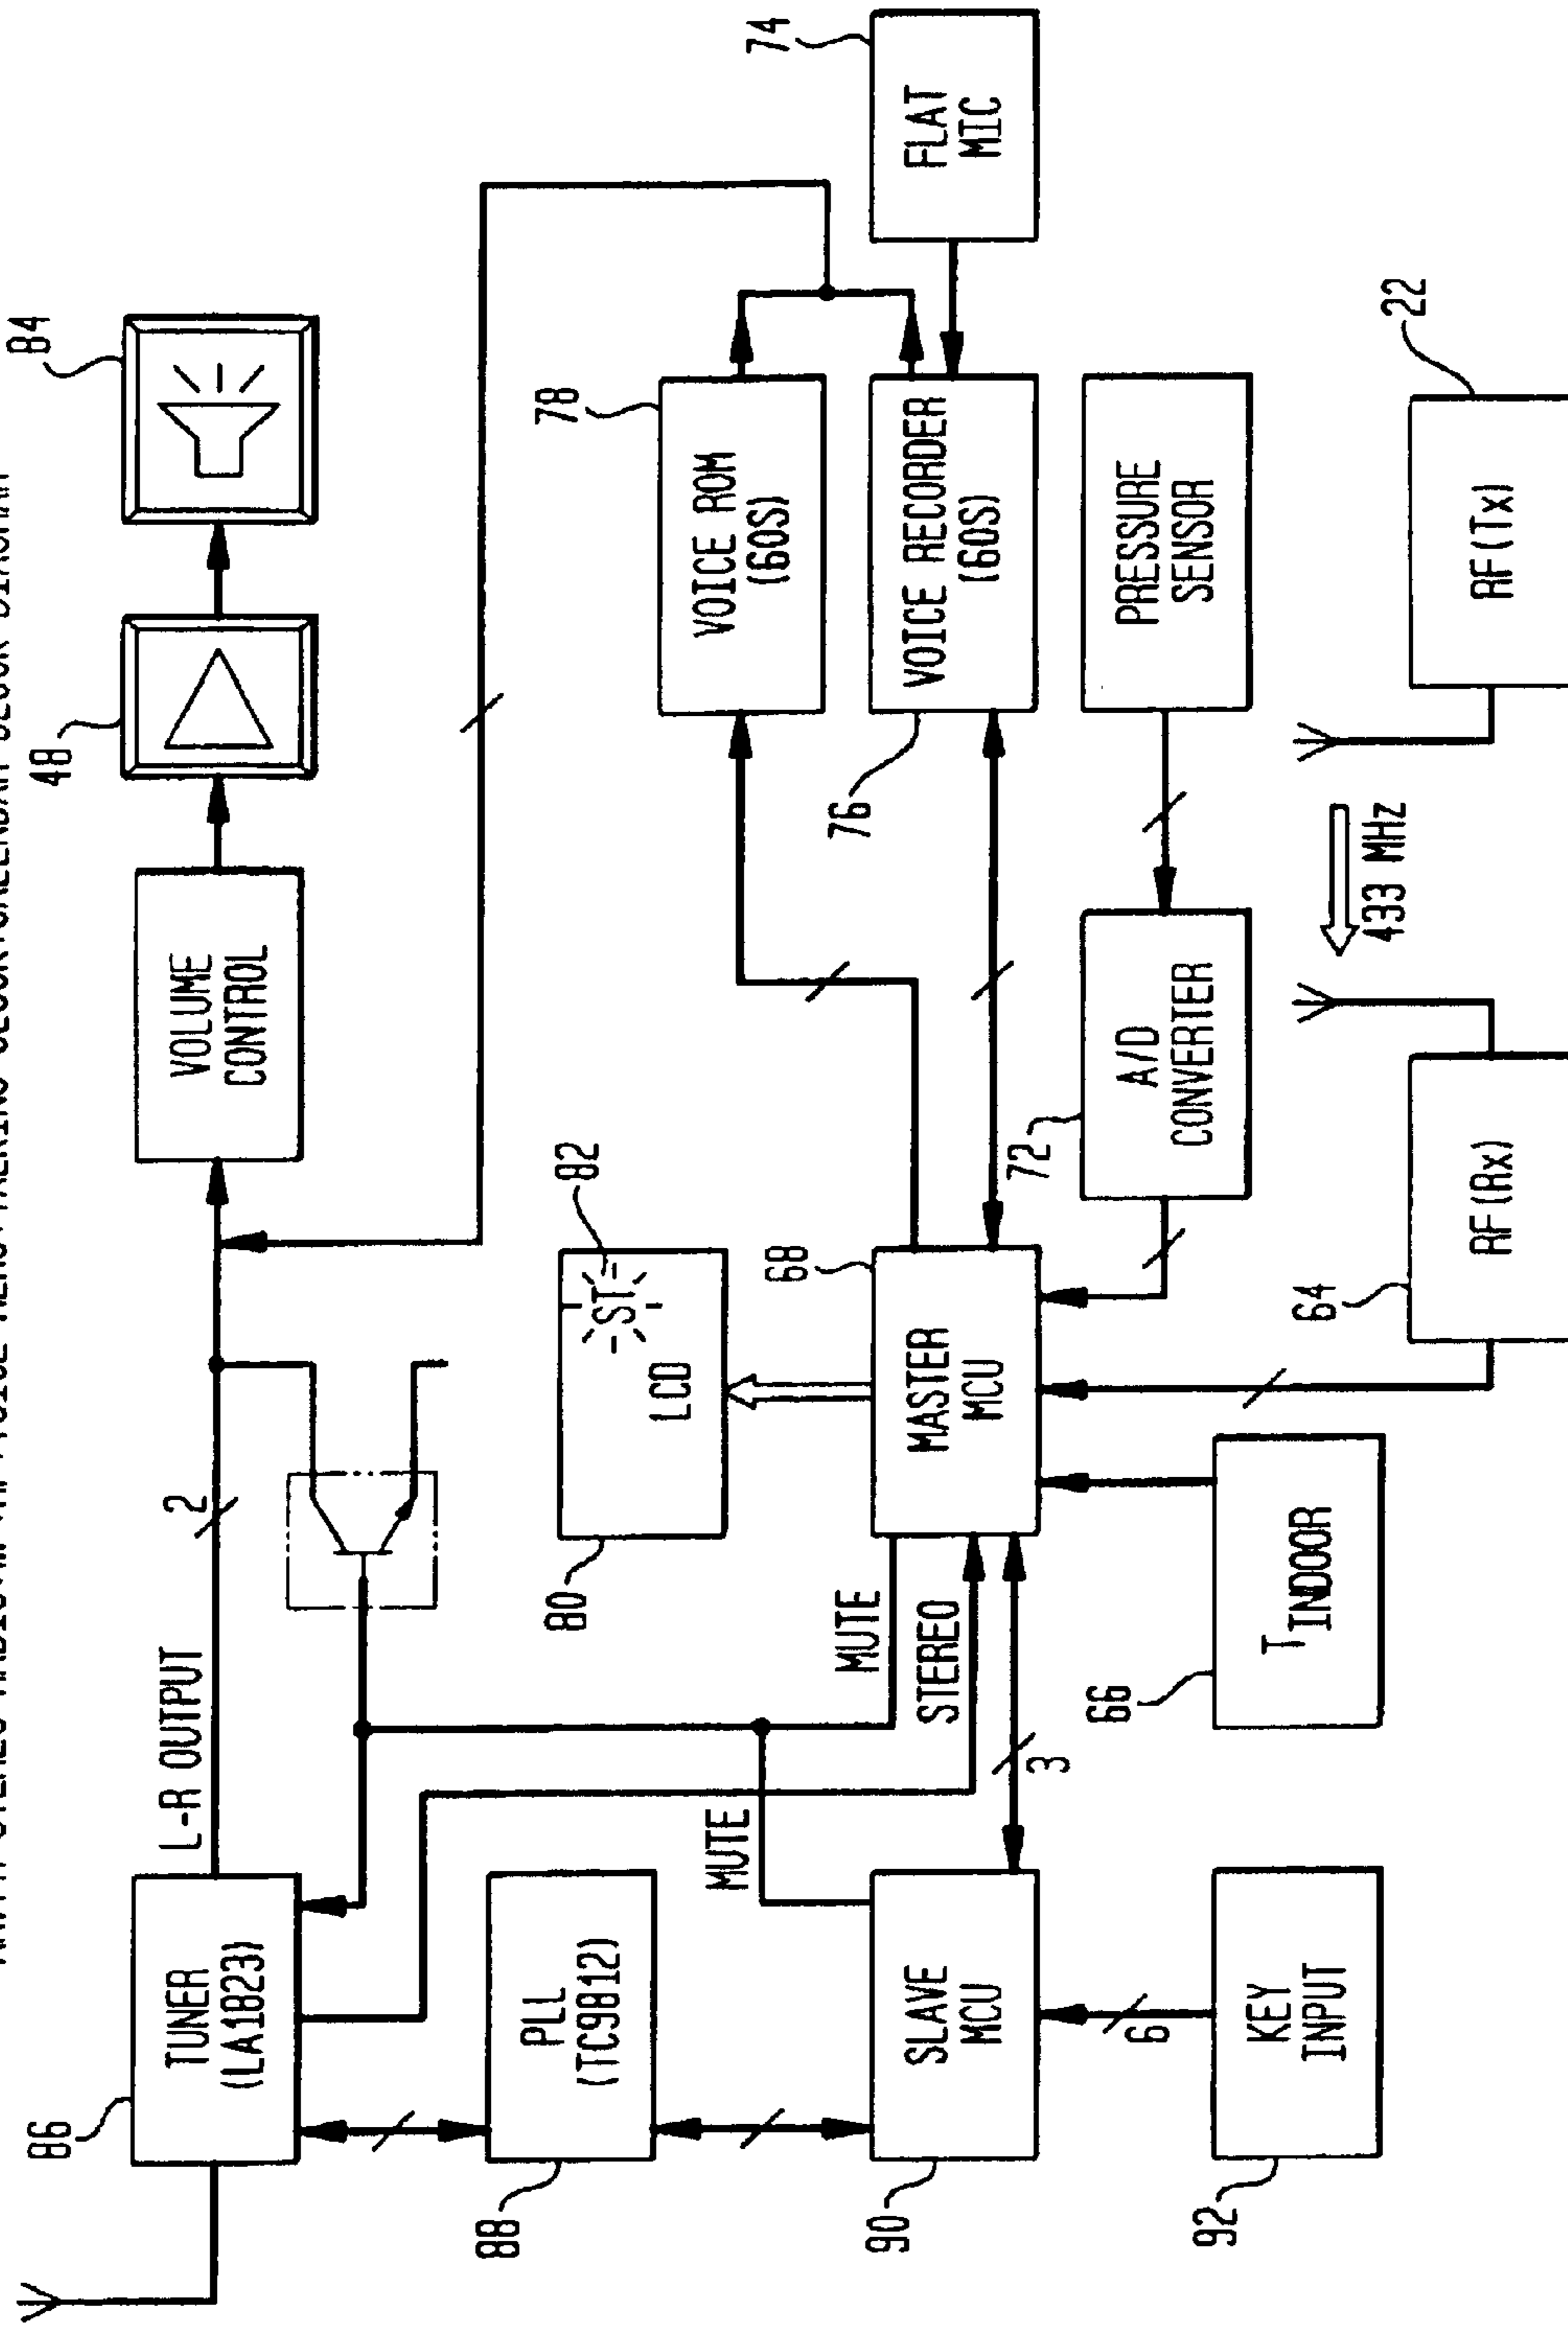 84
48
VOLUME
CONTROL
L-R OUTPUT
2
TUNER
(LA1823)
86
74
FLAT
MIC
78
VOICE ROM
(60S)
VOICE RECORDER
(60S)
76
PRESSURE
SENSOR
A/D
CONVERTER
72
82
ST
LCD
80
68
MASTER
MCU
MUTE
STEREO
3
MUTE
PLL
(TC9812)
88
SLAVE
MCU
90
6
KEY
INPUT
92
T INDOOR
66
22
RF(Tx)
433 MHz
RF(Rx)
64